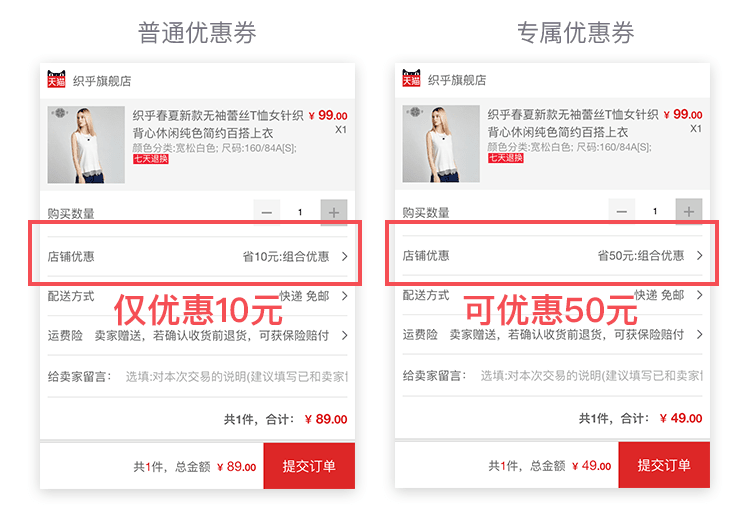 普通优惠券
天猫 织乎旗舰店
织乎春夏新款无袖蕾丝T恤女针织 ¥ 99.00
背心休闲纯色简约百搭上衣 X1
颜色分类:宽松白色; 尺码:160/84A[S];
七天退换
购买数量 － 1 ＋
店铺优惠 省10元:组合优惠
配送方式 快递 免邮
仅优惠10元
运费险 卖家赠送，若确认收货前退货，可获保险赔付
给卖家留言： 选填:对本次交易的说明(建议填写已和卖家
共1件，合计： ¥ 89.00
共1件，总金额 ¥ 89.00 提交订单
专属优惠券
天猫 织乎旗舰店
织乎春夏新款无袖蕾丝T恤女针织 ¥ 99.00
背心休闲纯色简约百搭上衣 X1
颜色分类:宽松白色; 尺码:160/84A[S];
七天退换
购买数量 － 1 ＋
店铺优惠 省50元:组合优惠
配送方式 快递 免邮
可优惠50元
运费险 卖家赠送，若确认收货前退货，可获保险赔付
给卖家留言： 选填:对本次交易的说明(建议填写已和卖家
共1件，合计： ¥ 49.00
共1件，总金额 ¥ 49.00 提交订单